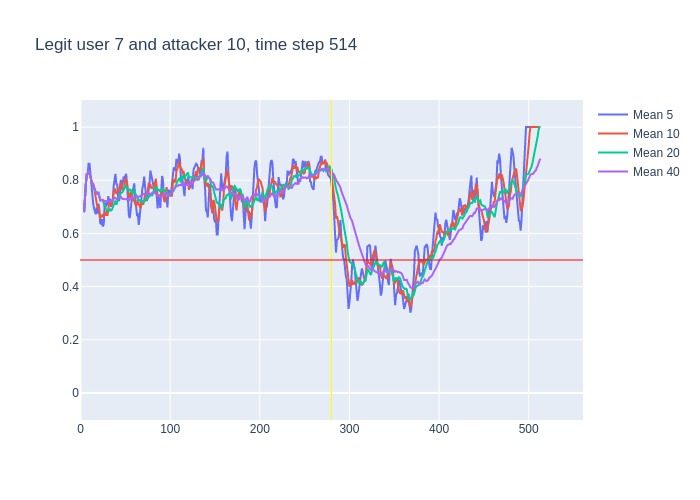 Legit user 7 and attacker 10, time step 514
Mean 5
Mean 10
Mean 20
Mean 40
1
0.8
0.6
0.4
0.2
0
0 100 200 300 400 500